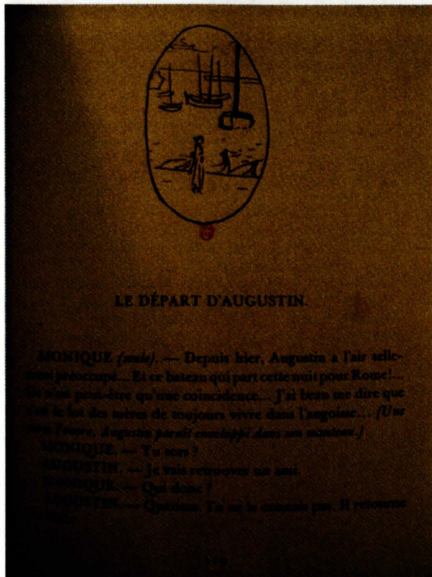 LE DÉPART D'AUGUSTIN.
MONIQUE (seule). — Depuis hier, Augustin a l'air telle-
ment préoccupé... Et ce bateau qui part cette nuit pour Rome!...
Ce n'est peut-être qu'une coïncidence... J'ai beau me dire que
c'est le lot des mères de toujours vivre dans l'angoisse... (Une
s'ouvre, Augustin paraît enveloppé dans son manteau.)
MONIQUE. — Tu sors ?
AUGUSTIN. — Je vais retrouver un ami.
MONIQUE. — Qui donc ?
AUGUSTIN. — Tu ne le connais pas. Il retourne